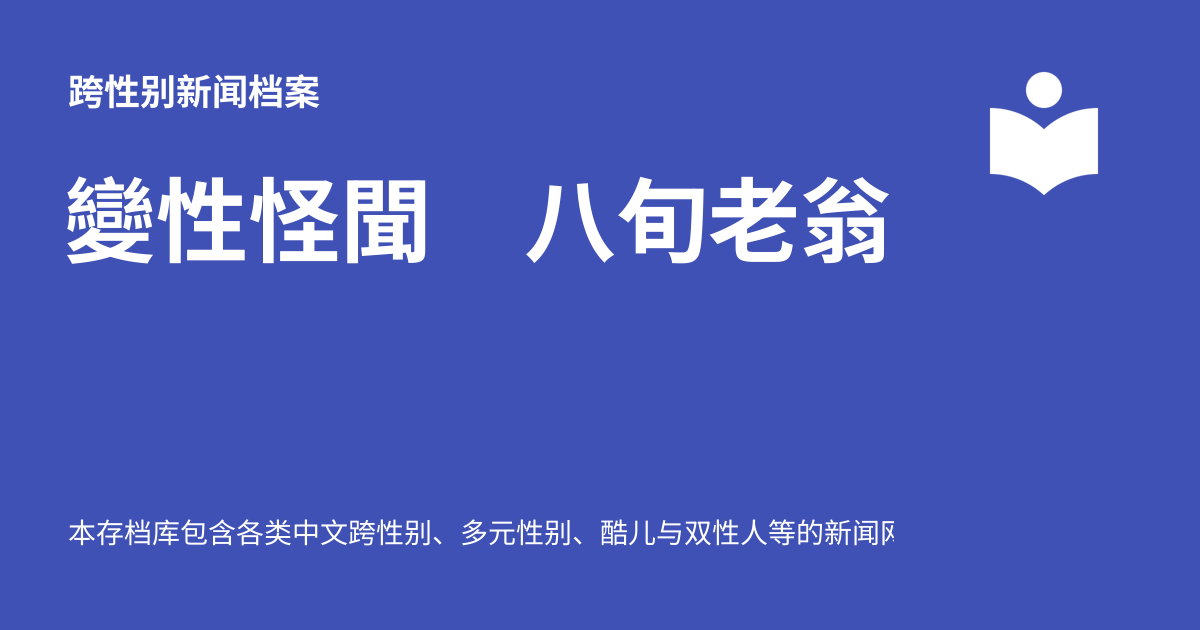 跨性别新闻档案
變性怪聞　八旬老翁
本存档库包含各类中文跨性别、多元性别、酷儿与双性人等的新闻